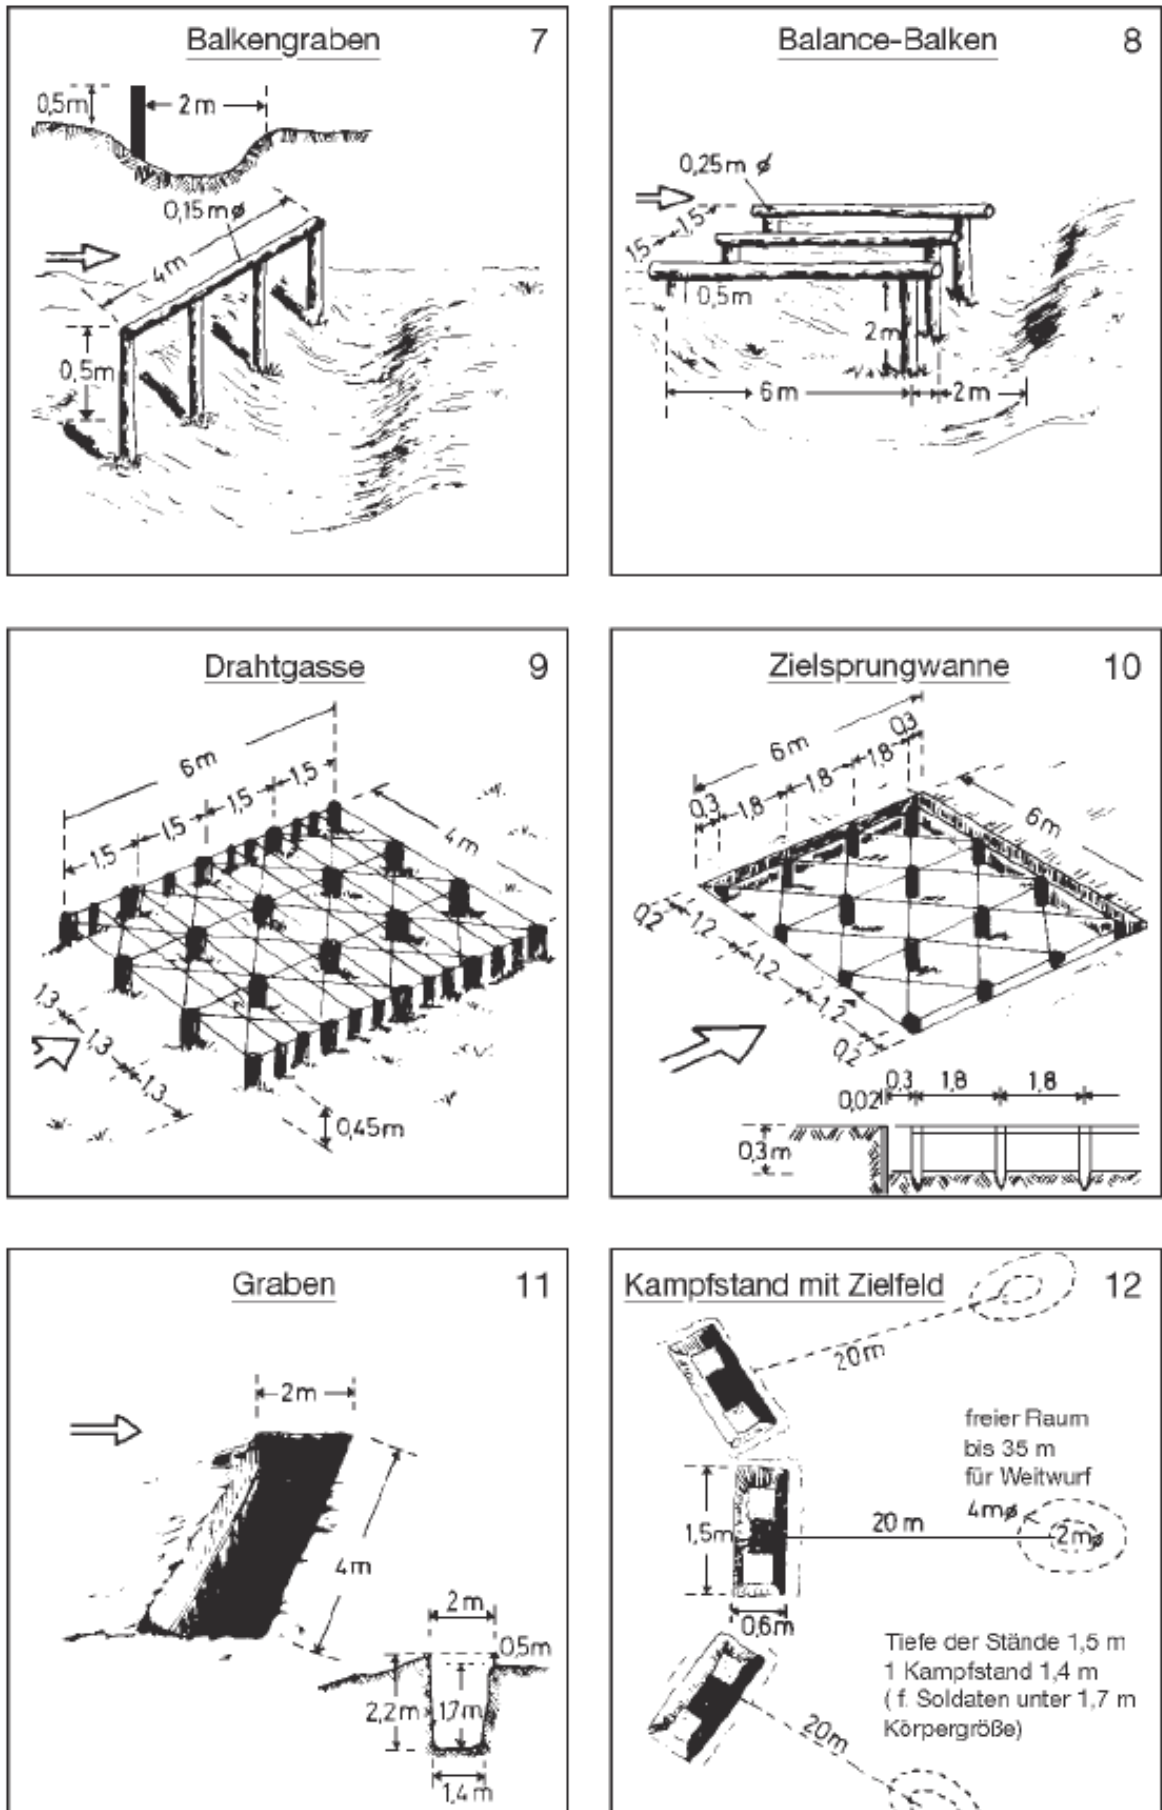 Balkengraben 7
0,5m
2m
0,15mø
4m
0,5m
Balance-Balken 8
0,25m ø
1,5
1,5
0,5m
2m
6m
2m
Drahtgasse 9
6m
1,5
1,5
1,5
1,5
4m
1,3
1,3
1,3
0,45m
Zielsprungwanne 10
6m
0,3
1,8
1,8
1,8
0,3
6m
0,2
1,2
1,2
1,2
0,2
0,02
0,3
1,8
1,8
0,3m
Graben 11
2m
4m
2m
0,5m
2,2m
1,7m
1,4m
Kampfstand mit Zielfeld 12
20m
freier Raum
bis 35 m
für Weitwurf
1,5m
20m
4mø
2mø
0,6m
Tiefe der Stände 1,5 m
1 Kampfstand 1,4 m
( f. Soldaten unter 1,7 m
Körpergröße)
20m